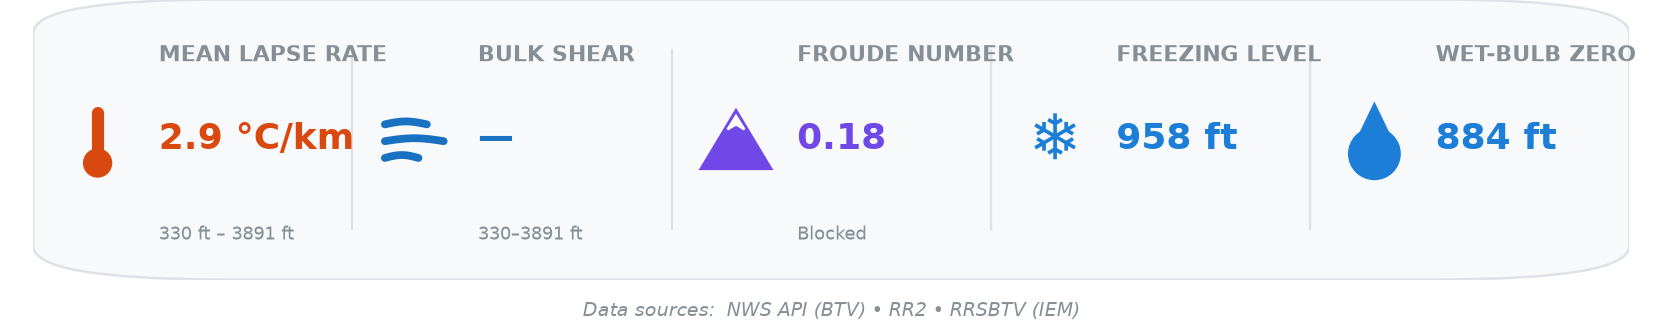 MEAN LAPSE RATE
2.9 °C/km
330 ft – 3891 ft
BULK SHEAR
—
330–3891 ft
FROUDE NUMBER
0.18
Blocked
FREEZING LEVEL
958 ft
WET-BULB ZERO
884 ft
Data sources: NWS API (BTV) • RR2 • RRSBTV (IEM)